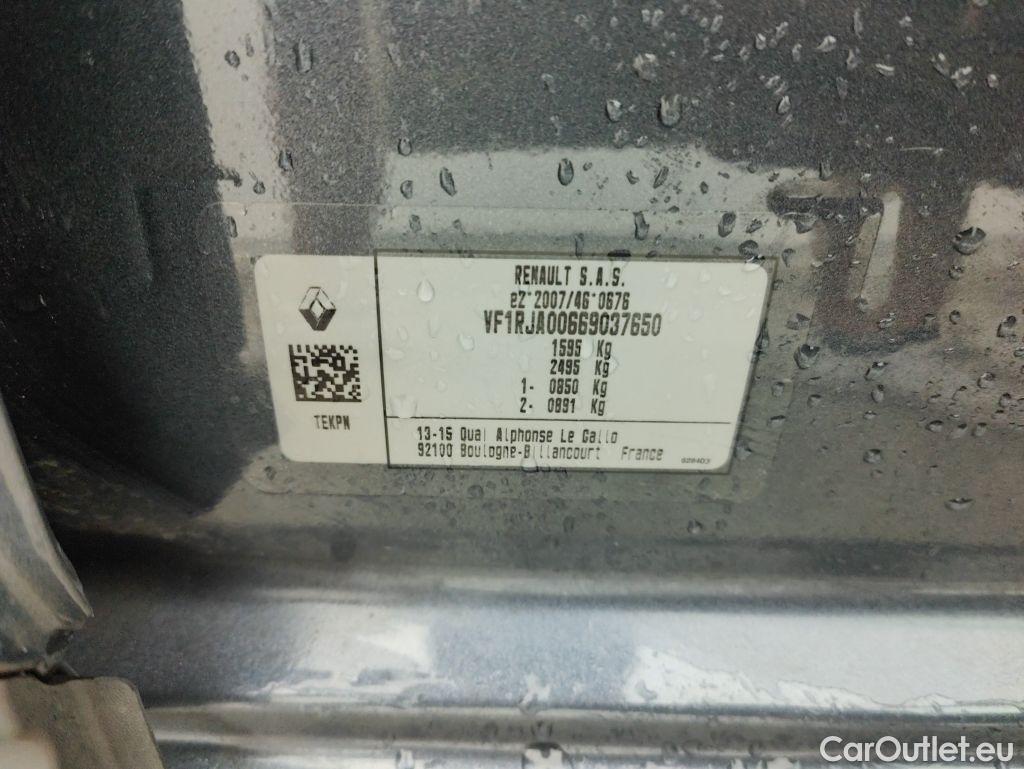 RENAULT S.A.S.
e2*2007/46*0676
VF1RJA00669037650
1595 Kg
2495 Kg
1- 0850 Kg
2- 0891 Kg
TEKPN
13-15 Quai Alphonse Le Gallo
92100 Boulogne-Billancourt France
CarOutlet.eu